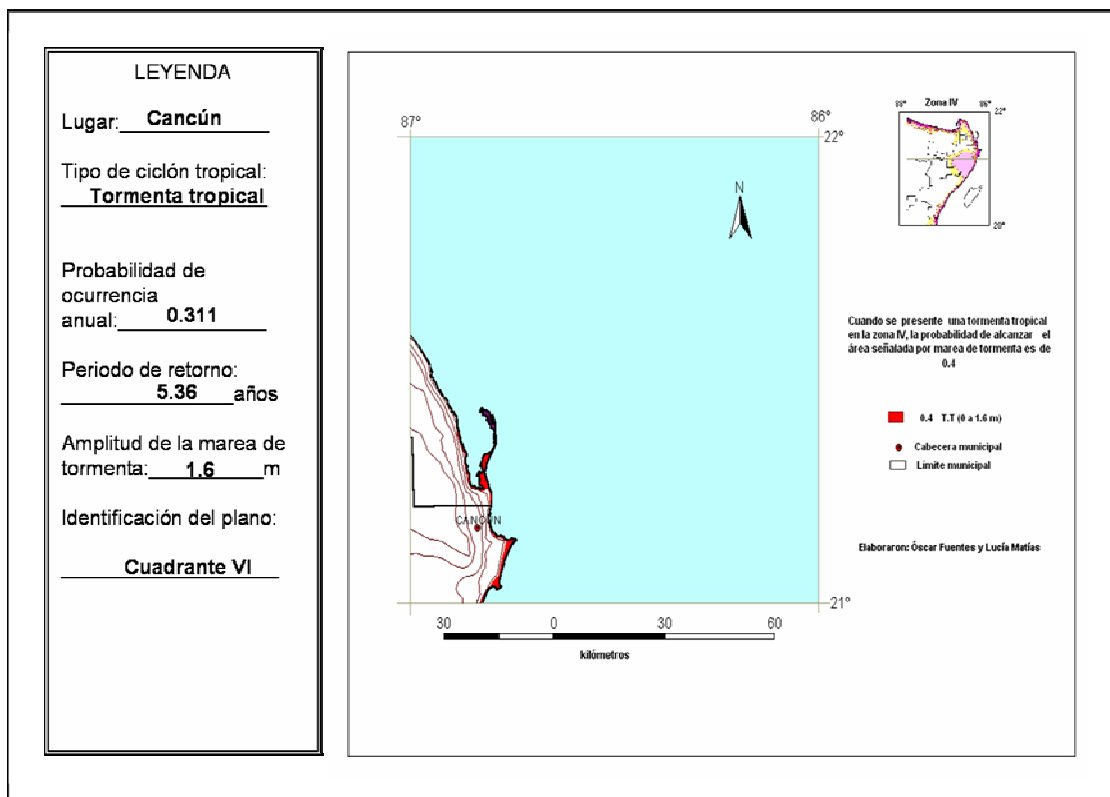 LEYENDA
Lugar: Cancún
Tipo de ciclón tropical:
Tormenta tropical
Probabilidad de
ocurrencia
anual: 0.311
Periodo de retorno:
5.36 años
Amplitud de la marea de
tormenta: 1.6 m
Identificación del plano:
Cuadrante VI
87°
86°
22°
N
CANCÚN
21°
30 0 30 60
kilómetros
88° Zona IV 86°
22°
20°
Cuando se presente una tormenta tropical
en la zona IV, la probabilidad de alcanzar el
área señalada por marea de tormenta es de
0.4
0.4 T.T (0 a 1.6 m)
Cabecera municipal
Límite municipal
Elaboraron: Óscar Fuentes y Lucía Matías